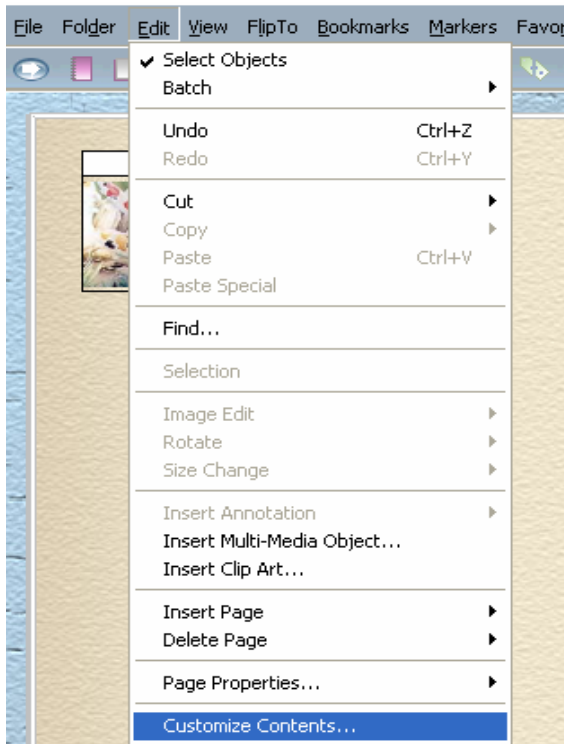 File Folder Edit View FlipTo Bookmarks Markers
Select Objects
Batch
Undo Ctrl+Z
Redo Ctrl+Y
Cut
Copy
Paste Ctrl+V
Paste Special
Find...
Selection
Image Edit
Rotate
Size Change
Insert Annotation
Insert Multi-Media Object...
Insert Clip Art...
Insert Page
Delete Page
Page Properties...
Customize Contents...